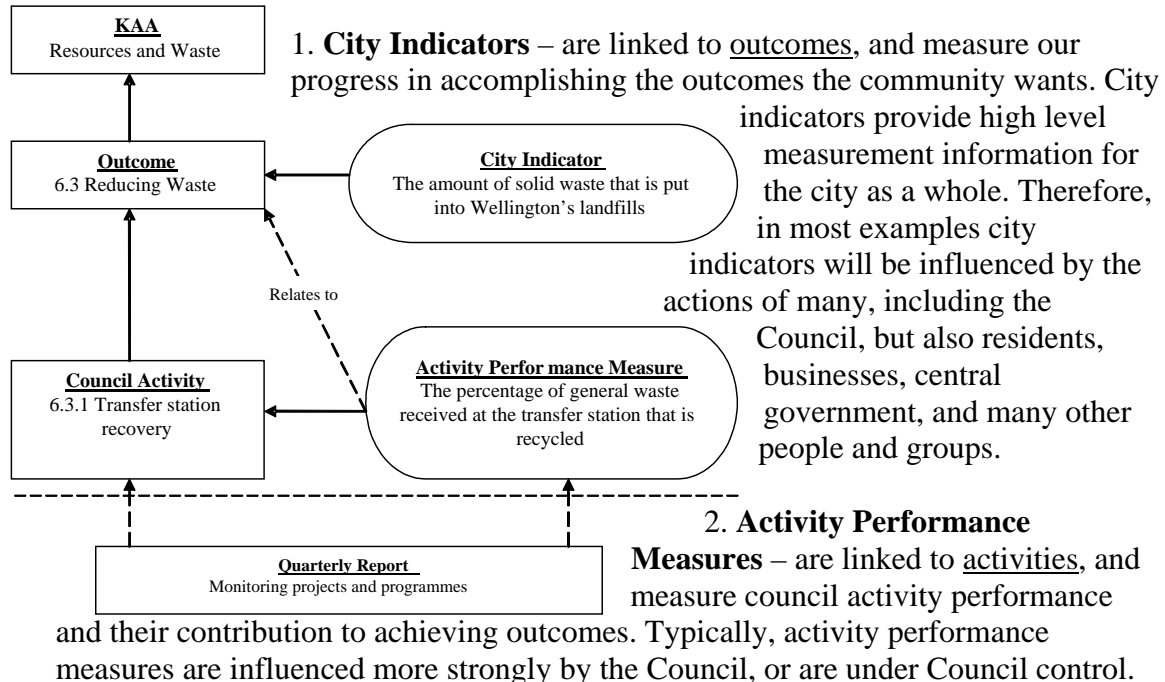 KAA
Resources and Waste
1. City Indicators – are linked to outcomes, and measure our
progress in accomplishing the outcomes the community wants. City
indicators provide high level
measurement information for
the city as a whole. Therefore,
in most examples city
indicators will be influenced by the
actions of many, including the
Council, but also residents,
businesses, central
government, and many other
people and groups.
Outcome
6.3 Reducing Waste
City Indicator
The amount of solid waste that is put
into Wellington's landfills
Relates to
Council Activity
6.3.1 Transfer station
recovery
Activity Perfor mance Measure
The percentage of general waste
received at the transfer station that is
recycled
Quarterly Report
Monitoring projects and programmes
2. Activity Performance
Measures – are linked to activities, and
measure council activity performance
and their contribution to achieving outcomes. Typically, activity performance
measures are influenced more strongly by the Council, or are under Council control.